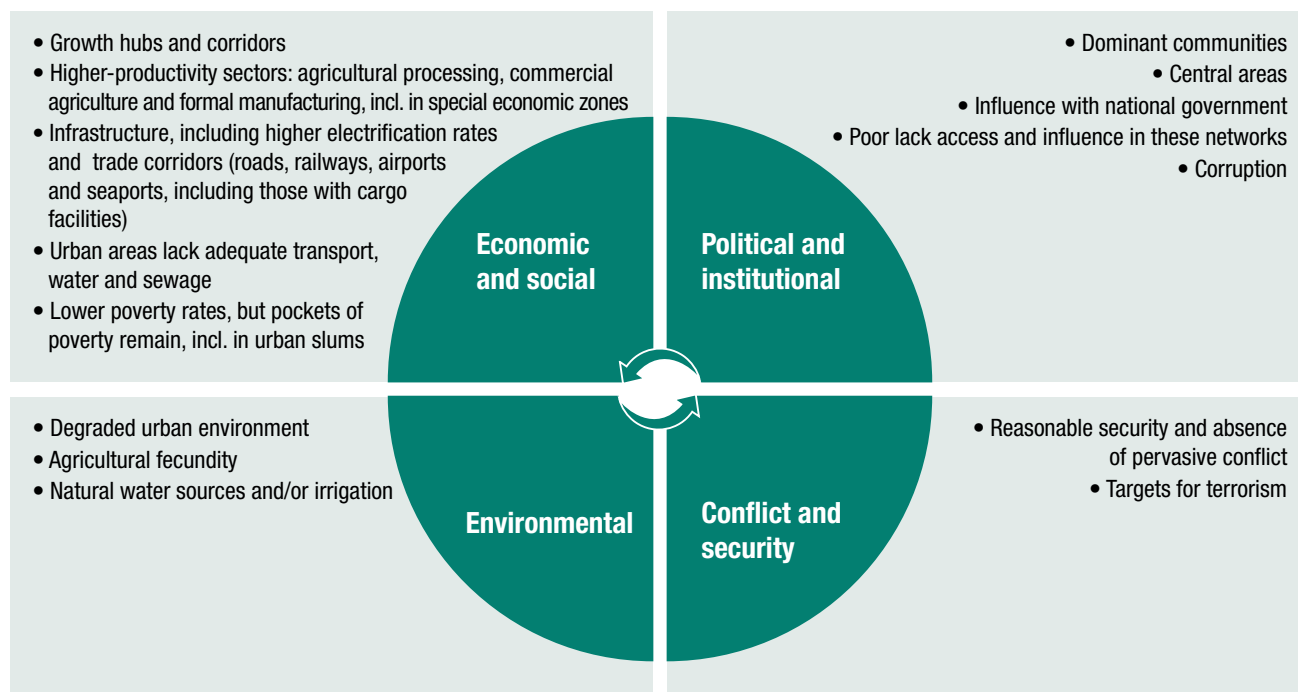 • Growth hubs and corridors
• Higher-productivity sectors: agricultural processing, commercial
agriculture and formal manufacturing, incl. in special economic zones
• Infrastructure, including higher electrification rates
and trade corridors (roads, railways, airports
and seaports, including those with cargo
facilities)
• Urban areas lack adequate transport,
water and sewage
• Lower poverty rates, but pockets of
poverty remain, incl. in urban slums
Economic
and social
• Dominant communities
• Central areas
• Influence with national government
• Poor lack access and influence in these networks
• Corruption
Political and
institutional
• Degraded urban environment
• Agricultural fecundity
• Natural water sources and/or irrigation
Environmental
• Reasonable security and absence
of pervasive conflict
• Targets for terrorism
Conflict and
security